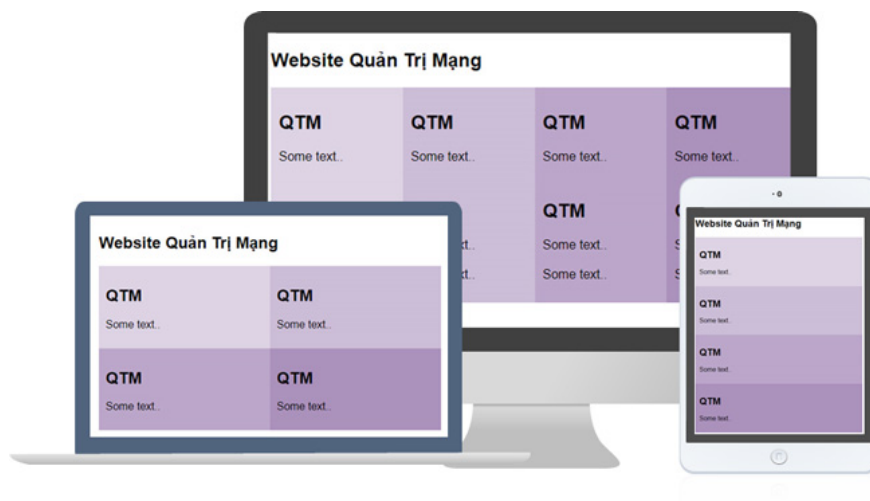 Website Quản Trị Mạng
QTM QTM QTM QTM
Some text.. Some text.. Some text.. Some text..
QTM
Some text..
Some text..
Website Quản Trị Mạng
QTM QTM
Some text.. Some text..
QTM QTM
Some text.. Some text..
Website Quản Trị Mạng
QTM
Some text.
QTM
Some text..
QTM
Some text.
QTM
Some text..